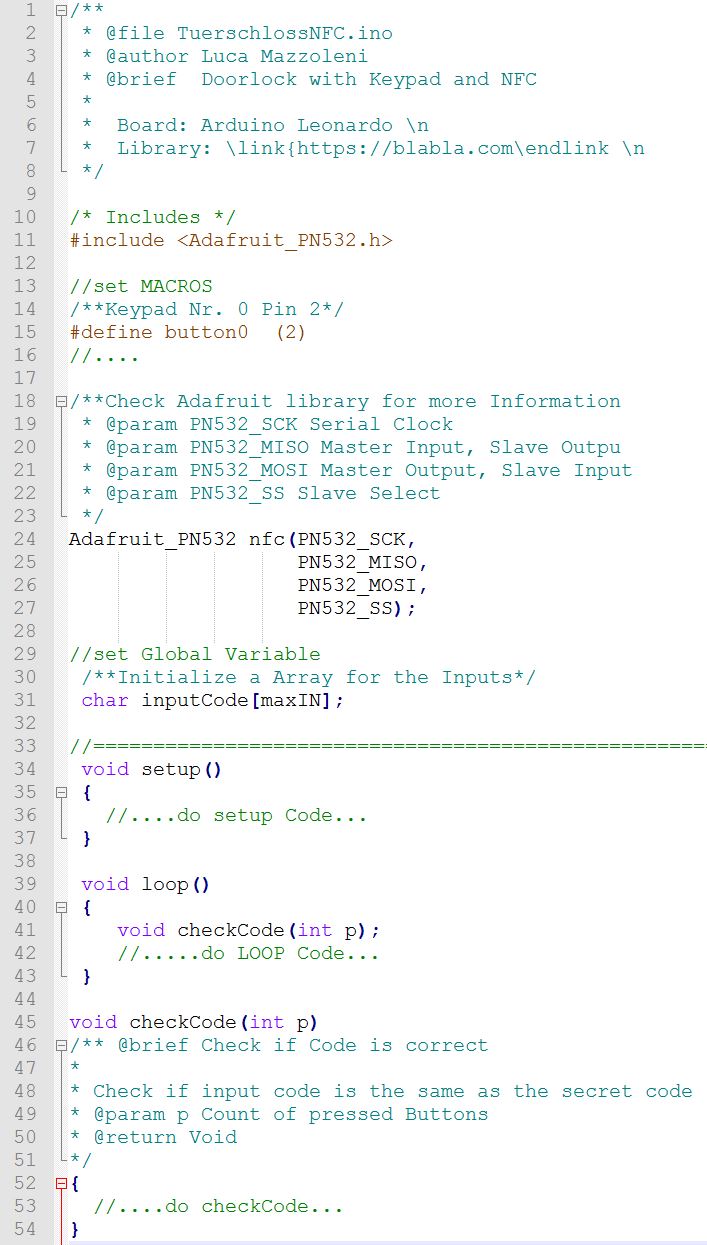 1 /**
2 * @file TuerschlossNFC.ino
3 * @author Luca Mazzoleni
4 * @brief  Doorlock with Keypad and NFC
5 *
6 *  Board: Arduino Leonardo \n
7 *  Library: \link{https://blabla.com\endlink \n
8 */
9
10 /* Includes */
11 #include <Adafruit_PN532.h>
12
13 //set MACROS
14 /**Keypad Nr. 0 Pin 2*/
15 #define button0  (2)
16 //....
17
18 /**Check Adafruit library for more Information
19 * @param PN532_SCK Serial Clock
20 * @param PN532_MISO Master Input, Slave Outpu
21 * @param PN532_MOSI Master Output, Slave Input
22 * @param PN532_SS Slave Select
23 */
24 Adafruit_PN532 nfc(PN532_SCK,
25 PN532_MISO,
26 PN532_MOSI,
27 PN532_SS);
28
29 //set Global Variable
30 /**Initialize a Array for the Inputs*/
31 char inputCode[maxIN];
32
33 //===================================================
34 void setup()
35 {
36 //....do setup Code...
37 }
38
39 void loop()
40 {
41 void checkCode(int p);
42 //.....do LOOP Code...
43 }
44
45 void checkCode(int p)
46 /** @brief Check if Code is correct
47 *
48 * Check if input code is the same as the secret code
49 * @param p Count of pressed Buttons
50 * @return Void
51 */
52 {
53 //....do checkCode...
54 }